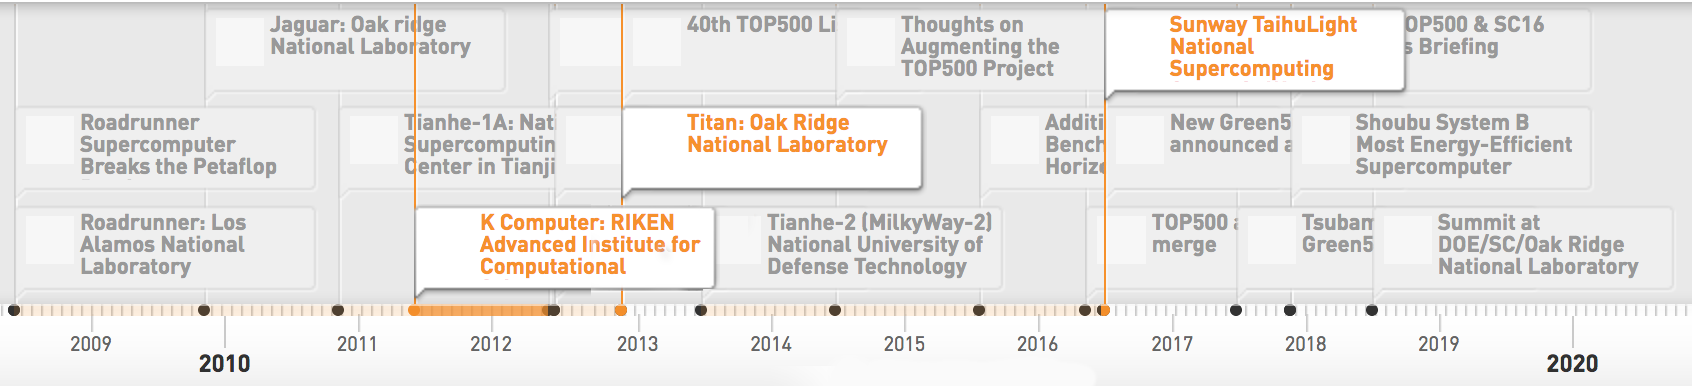 Jaguar: Oak ridge
National Laboratory
40th TOP500 Li
Thoughts on
Augmenting the
TOP500 Project
Sunway TaihuLight
National
Supercomputing
OP500 & SC16
s Briefing
Roadrunner
Supercomputer
Breaks the Petaflop
Tianhe-1A: Nat
Supercomputin
Center in Tianji
Titan: Oak Ridge
National Laboratory
Additi
Bench
Horizo
New Green5
announced a
Shoubu System B
Most Energy-Efficient
Supercomputer
Roadrunner: Los
Alamos National
Laboratory
K Computer: RIKEN
Advanced Institute for
Computational
Tianhe-2 (MilkyWay-2)
National University of
Defense Technology
TOP500 a
merge
Tsubam
Green5
Summit at
DOE/SC/Oak Ridge
National Laboratory
2009 2010 2011 2012 2013 2014 2015 2016 2017 2018 2019 2020